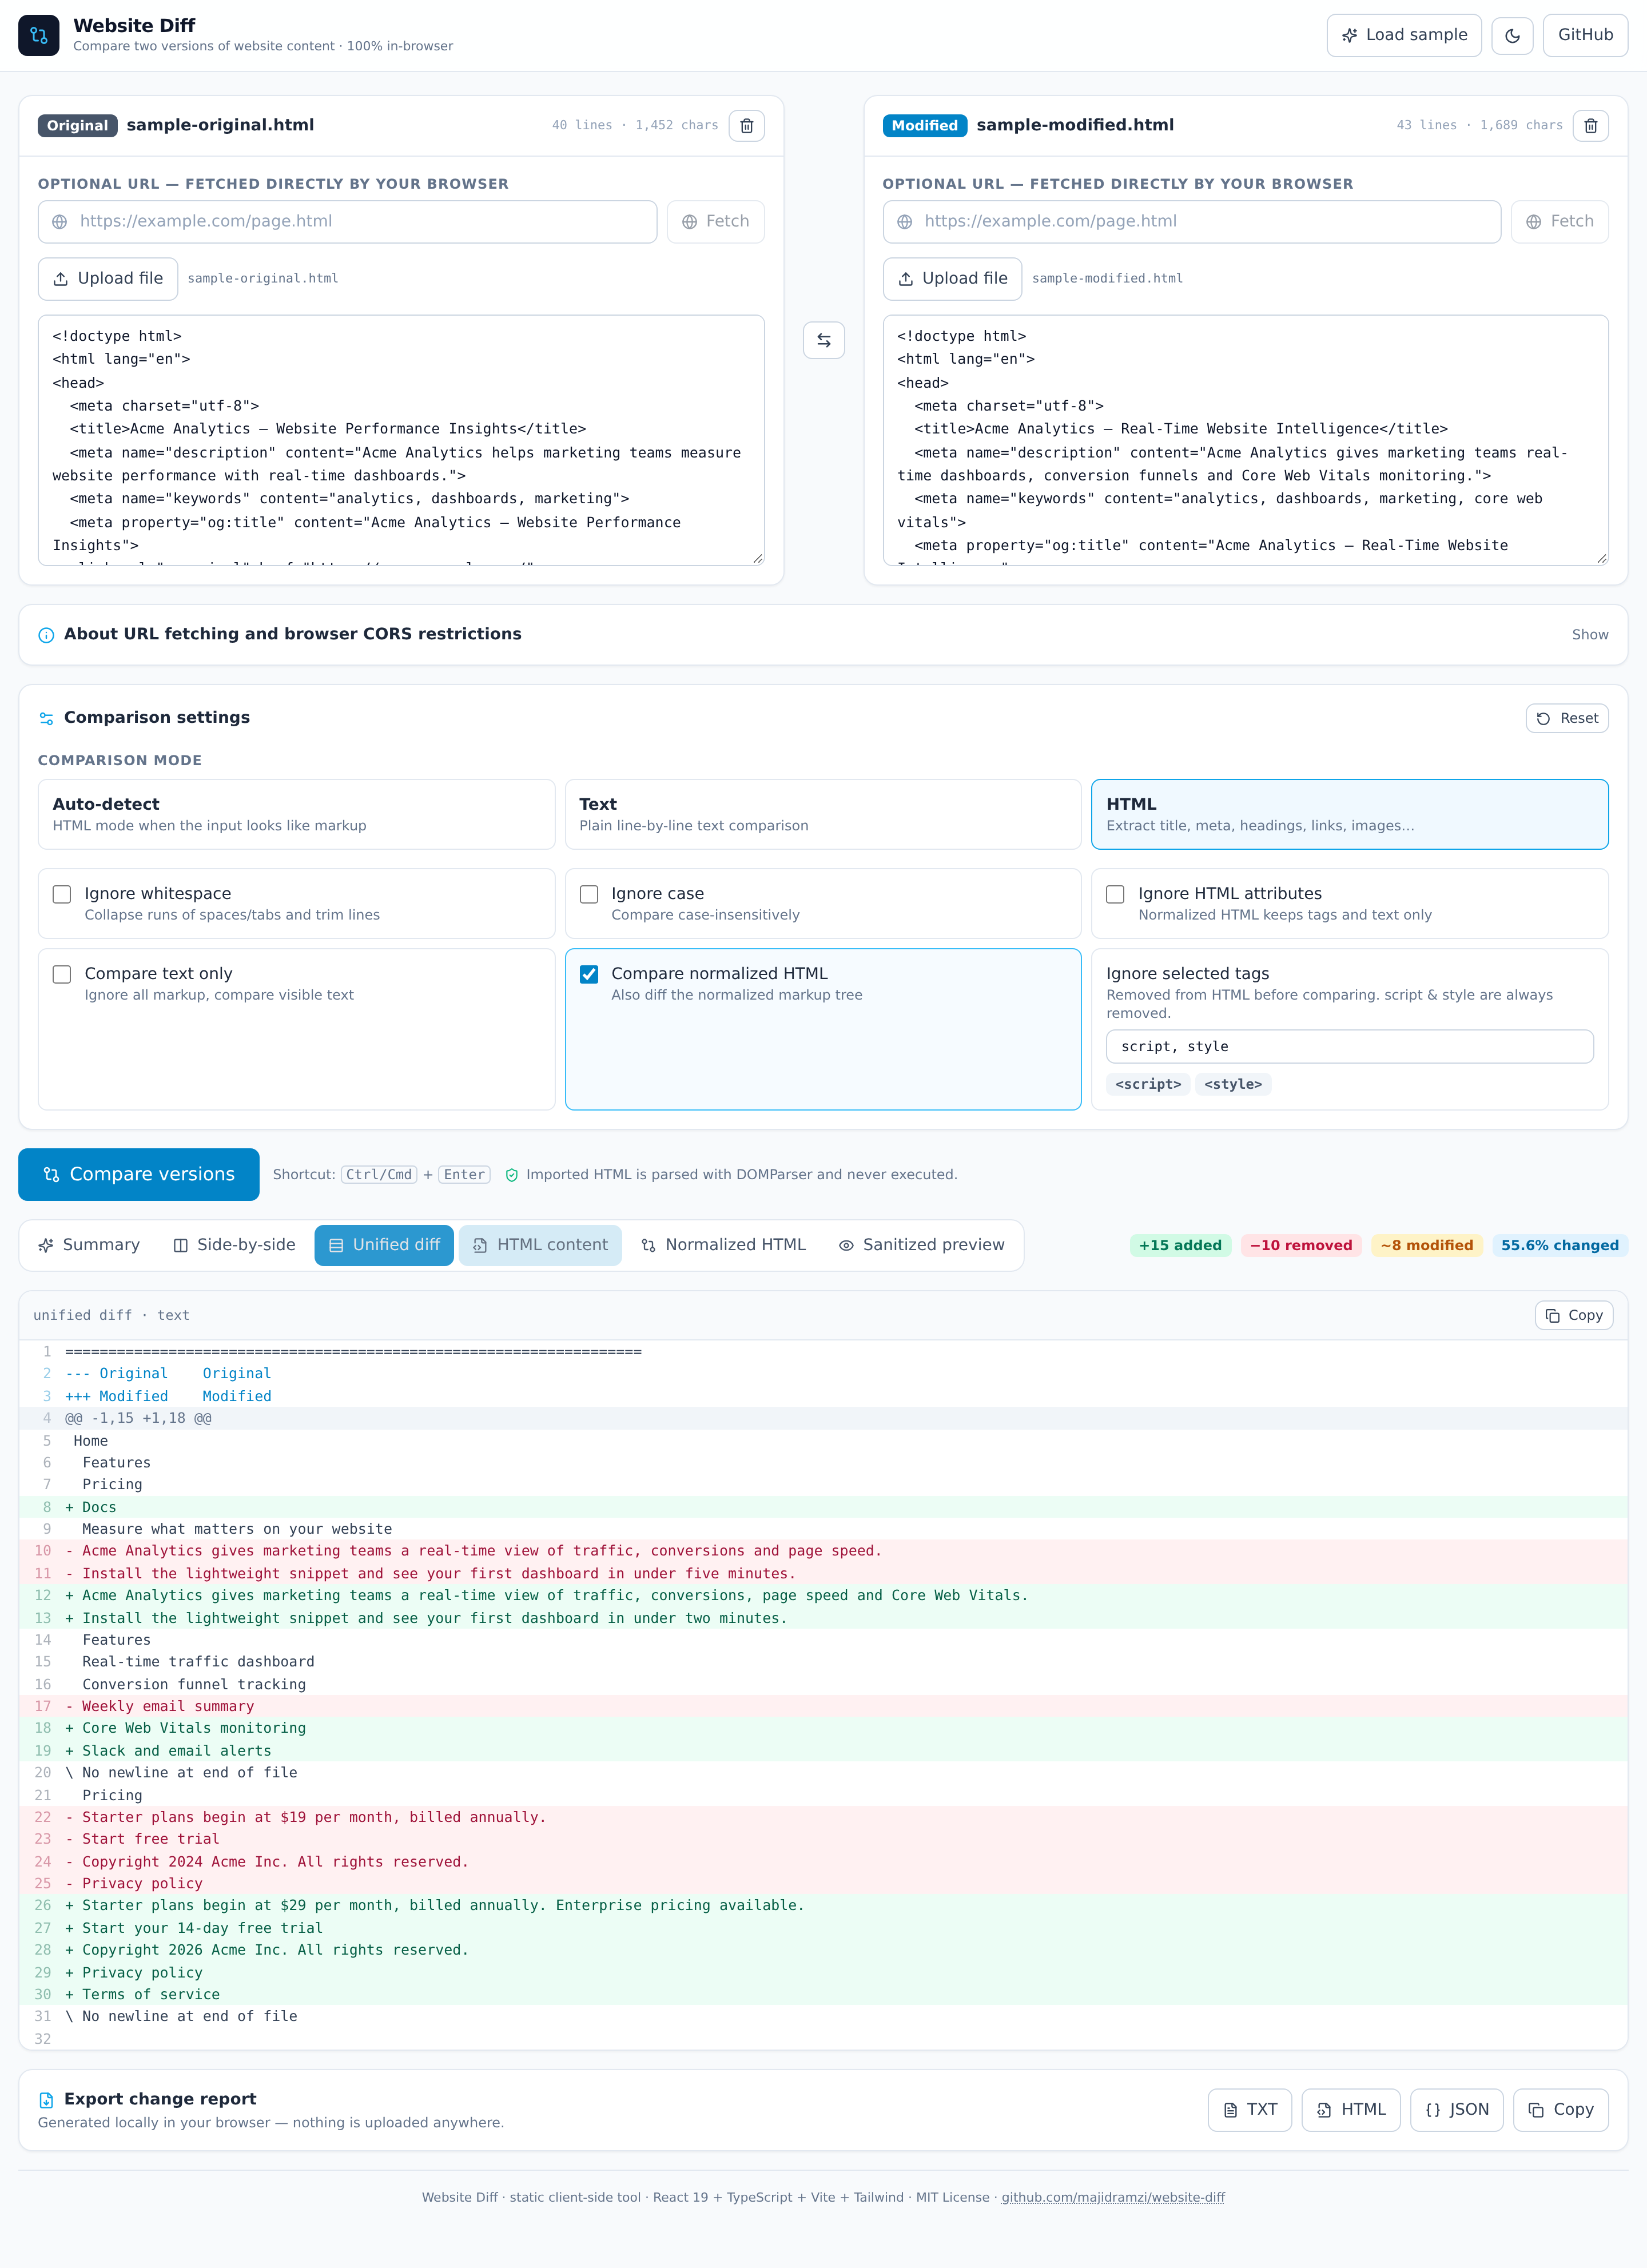 Website Diff
Compare two versions of website content · 100% in-browser
Load sample
GitHub
Original sample-original.html
40 lines · 1,452 chars
OPTIONAL URL — FETCHED DIRECTLY BY YOUR BROWSER
https://example.com/page.html
Fetch
Upload file
sample-original.html
<!doctype html>
<html lang="en">
<head>
  <meta charset="utf-8">
  <title>Acme Analytics — Website Performance Insights</title>
  <meta name="description" content="Acme Analytics helps marketing teams measure
website performance with real-time dashboards.">
  <meta name="keywords" content="analytics, dashboards, marketing">
  <meta property="og:title" content="Acme Analytics — Website Performance
Insights">
Modified sample-modified.html
43 lines · 1,689 chars
OPTIONAL URL — FETCHED DIRECTLY BY YOUR BROWSER
https://example.com/page.html
Fetch
Upload file
sample-modified.html
<!doctype html>
<html lang="en">
<head>
  <meta charset="utf-8">
  <title>Acme Analytics — Real-Time Website Intelligence</title>
  <meta name="description" content="Acme Analytics gives marketing teams real-
time dashboards, conversion funnels and Core Web Vitals monitoring.">
  <meta name="keywords" content="analytics, dashboards, marketing, core web
vitals">
  <meta property="og:title" content="Acme Analytics — Real-Time Website
About URL fetching and browser CORS restrictions
Show
Comparison settings
Reset
COMPARISON MODE
Auto-detect
HTML mode when the input looks like markup
Text
Plain line-by-line text comparison
HTML
Extract title, meta, headings, links, images…
Ignore whitespace
Collapse runs of spaces/tabs and trim lines
Ignore case
Compare case-insensitively
Ignore HTML attributes
Normalized HTML keeps tags and text only
Compare text only
Ignore all markup, compare visible text
Compare normalized HTML
Also diff the normalized markup tree
Ignore selected tags
Removed from HTML before comparing. script & style are always
removed.
script, style
<script> <style>
Compare versions
Shortcut: Ctrl/Cmd + Enter
Imported HTML is parsed with DOMParser and never executed.
Summary
Side-by-side
Unified diff
HTML content
Normalized HTML
Sanitized preview
+15 added
−10 removed
~8 modified
55.6% changed
unified diff · text
Copy
1 ===================================================================
2 --- Original    Original
3 +++ Modified    Modified
4 @@ -1,15 +1,18 @@
5  Home
6   Features
7   Pricing
8 + Docs
9   Measure what matters on your website
10 - Acme Analytics gives marketing teams a real-time view of traffic, conversions and page speed.
11 - Install the lightweight snippet and see your first dashboard in under five minutes.
12 + Acme Analytics gives marketing teams a real-time view of traffic, conversions, page speed and Core Web Vitals.
13 + Install the lightweight snippet and see your first dashboard in under two minutes.
14   Features
15   Real-time traffic dashboard
16   Conversion funnel tracking
17 - Weekly email summary
18 + Core Web Vitals monitoring
19 + Slack and email alerts
20 \ No newline at end of file
21   Pricing
22 - Starter plans begin at $19 per month, billed annually.
23 - Start free trial
24 - Copyright 2024 Acme Inc. All rights reserved.
25 - Privacy policy
26 + Starter plans begin at $29 per month, billed annually. Enterprise pricing available.
27 + Start your 14-day free trial
28 + Copyright 2026 Acme Inc. All rights reserved.
29 + Privacy policy
30 + Terms of service
31 \ No newline at end of file
32
Export change report
Generated locally in your browser — nothing is uploaded anywhere.
TXT
HTML
JSON
Copy
Website Diff · static client-side tool · React 19 + TypeScript + Vite + Tailwind · MIT License · github.com/majidramzi/website-diff